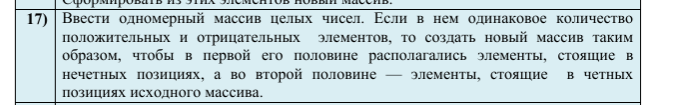 Сформировать из этих элементов новый массив.
17) Ввести одномерный массив целых чисел. Если в нем одинаковое количество
положительных и отрицательных элементов, то создать новый массив таким
образом, чтобы в первой его половине располагались элементы, стоящие в
нечетных позициях, а во второй половине — элементы, стоящие в четных
позициях исходного массива.